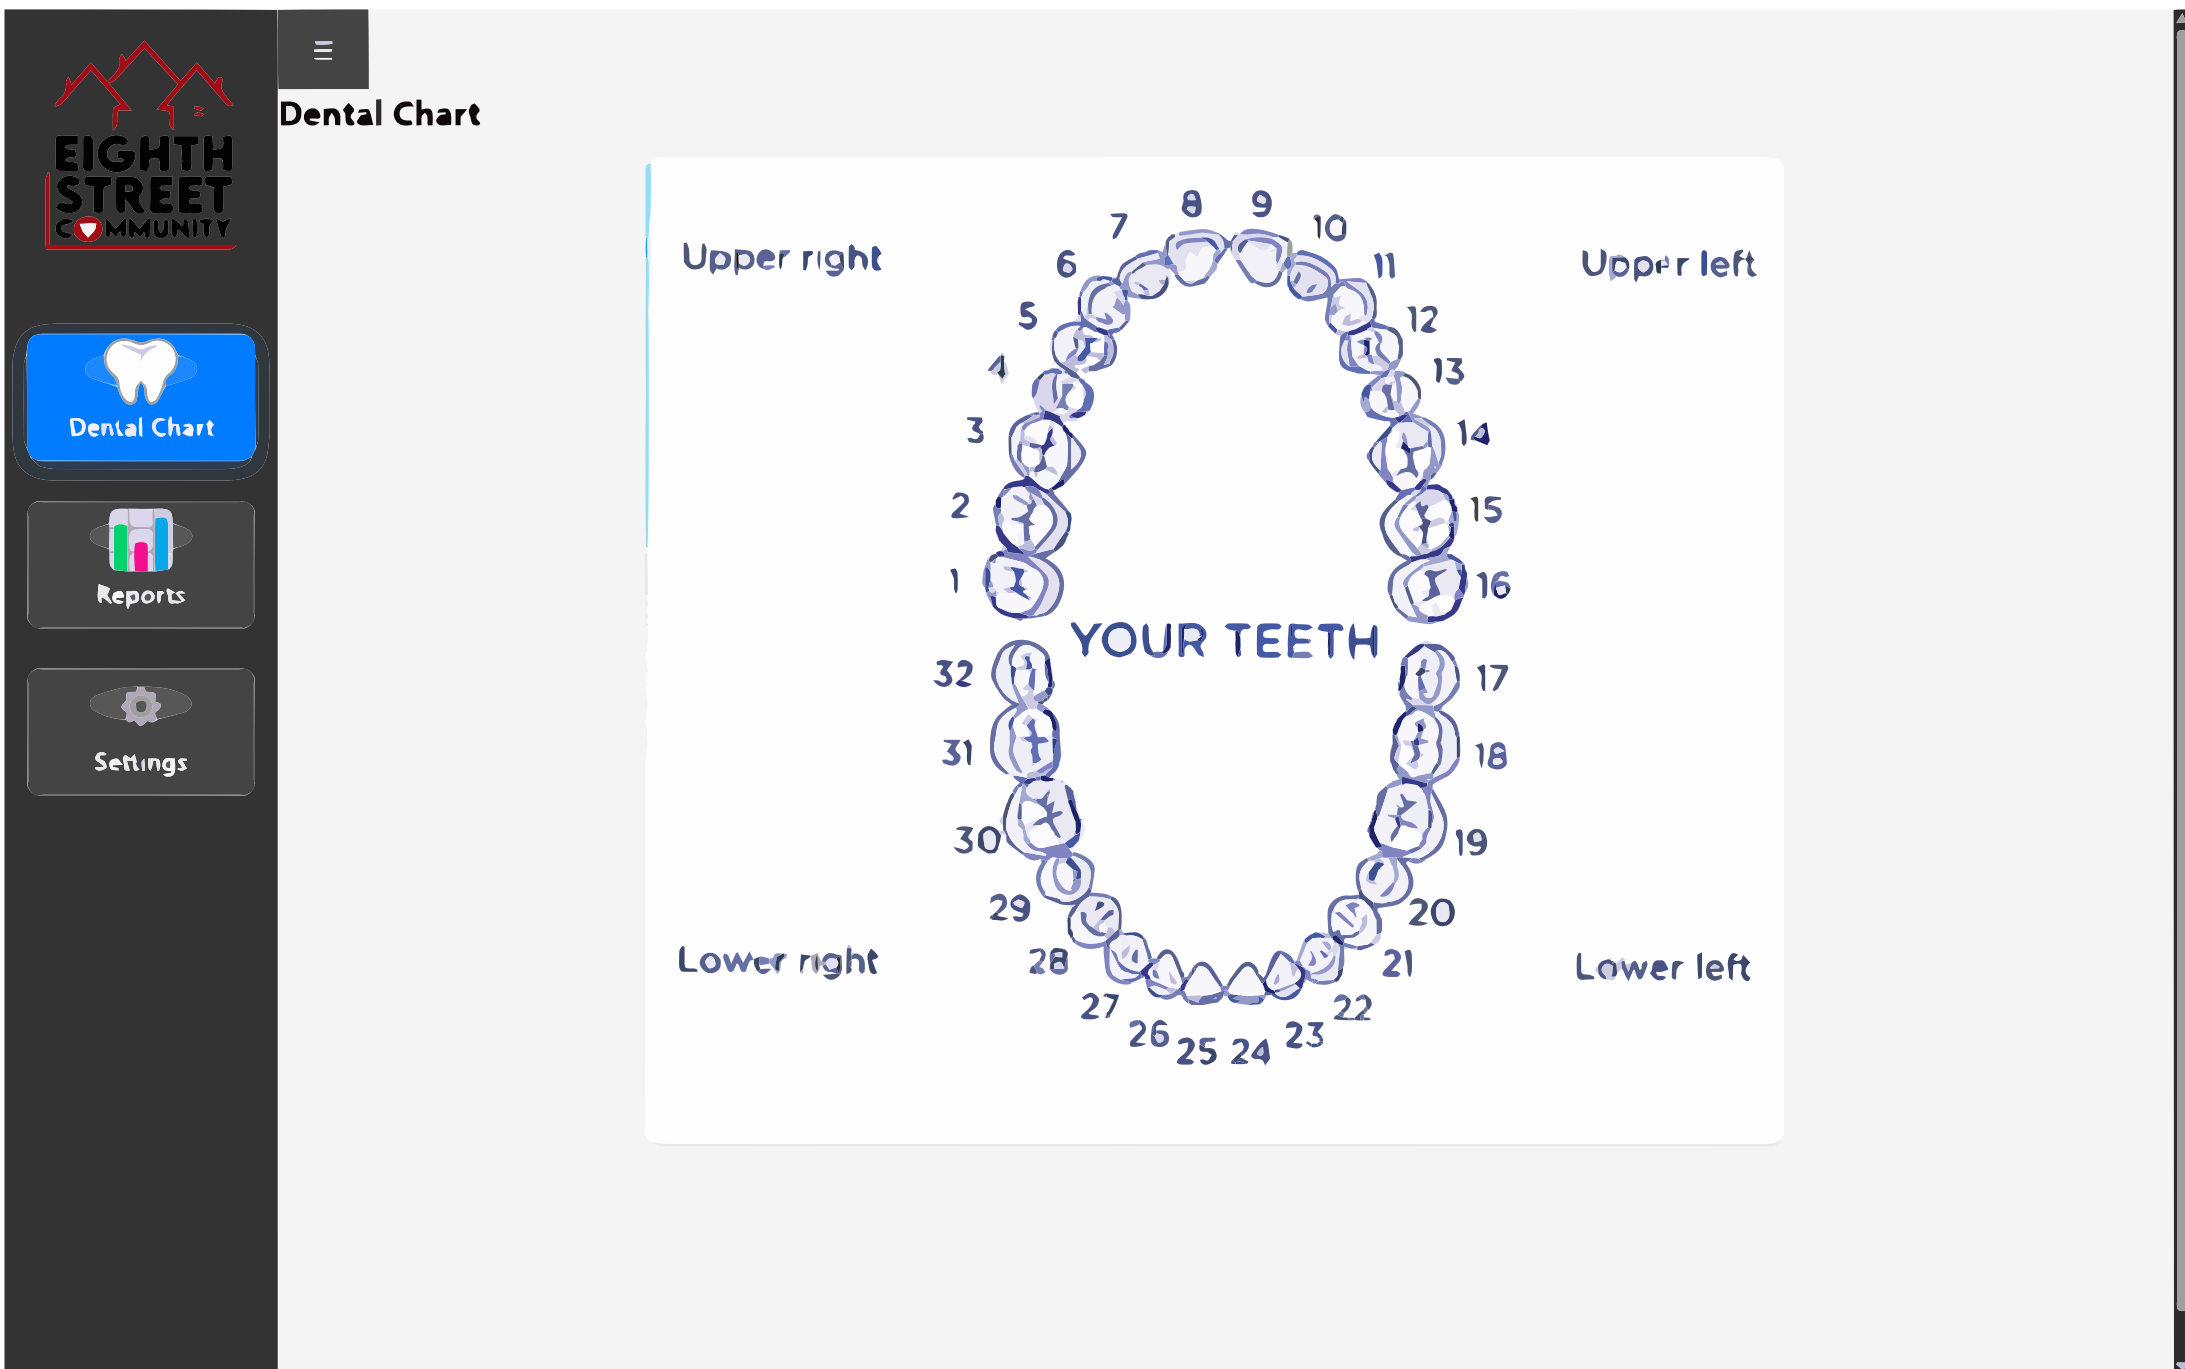 EIGHTH
STREET
COMMUNITY
Dental Chart
Reports
Settings
Dental Chart
Upper right
Upper left
1
2
3
4
5
6
7
8
9
10
11
12
13
14
15
16
YOUR TEETH
32
31
30
29
28
27
26
25
24
23
22
21
20
19
18
17
Lower right
Lower left